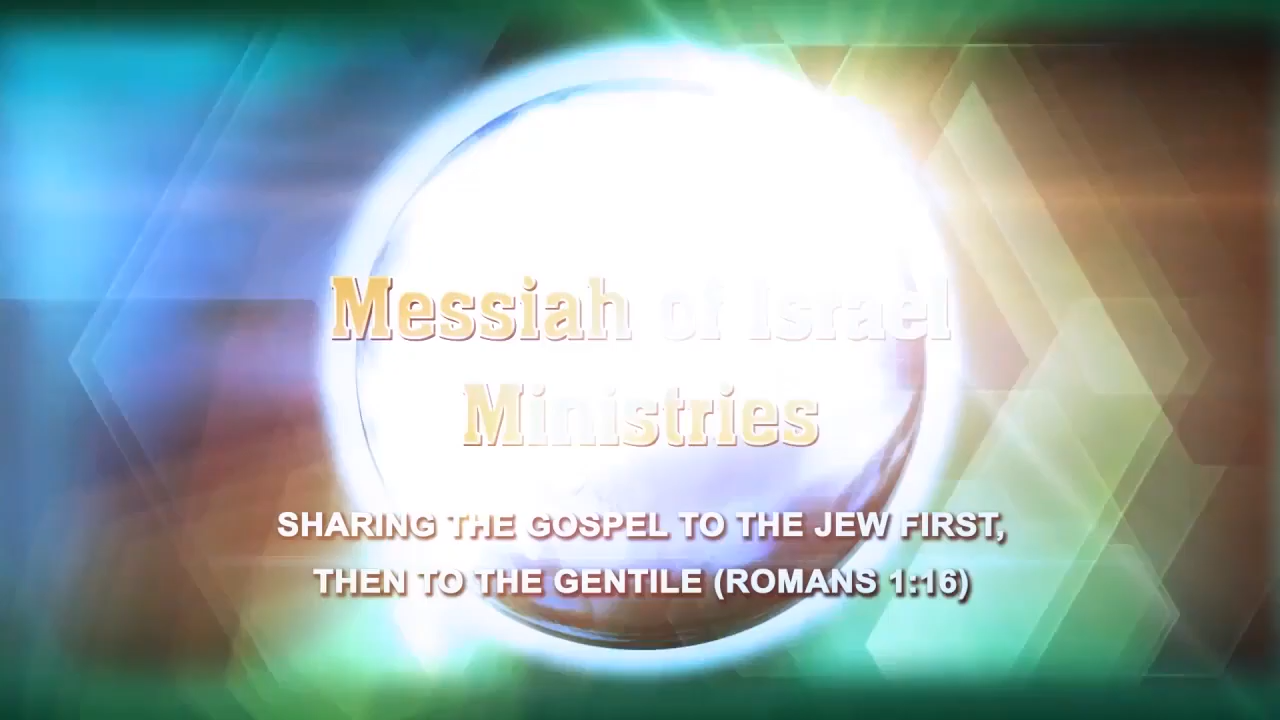 Messiah of Israel
Ministries
SHARING THE GOSPEL TO THE JEW FIRST,
THEN TO THE GENTILE (ROMANS 1:16)